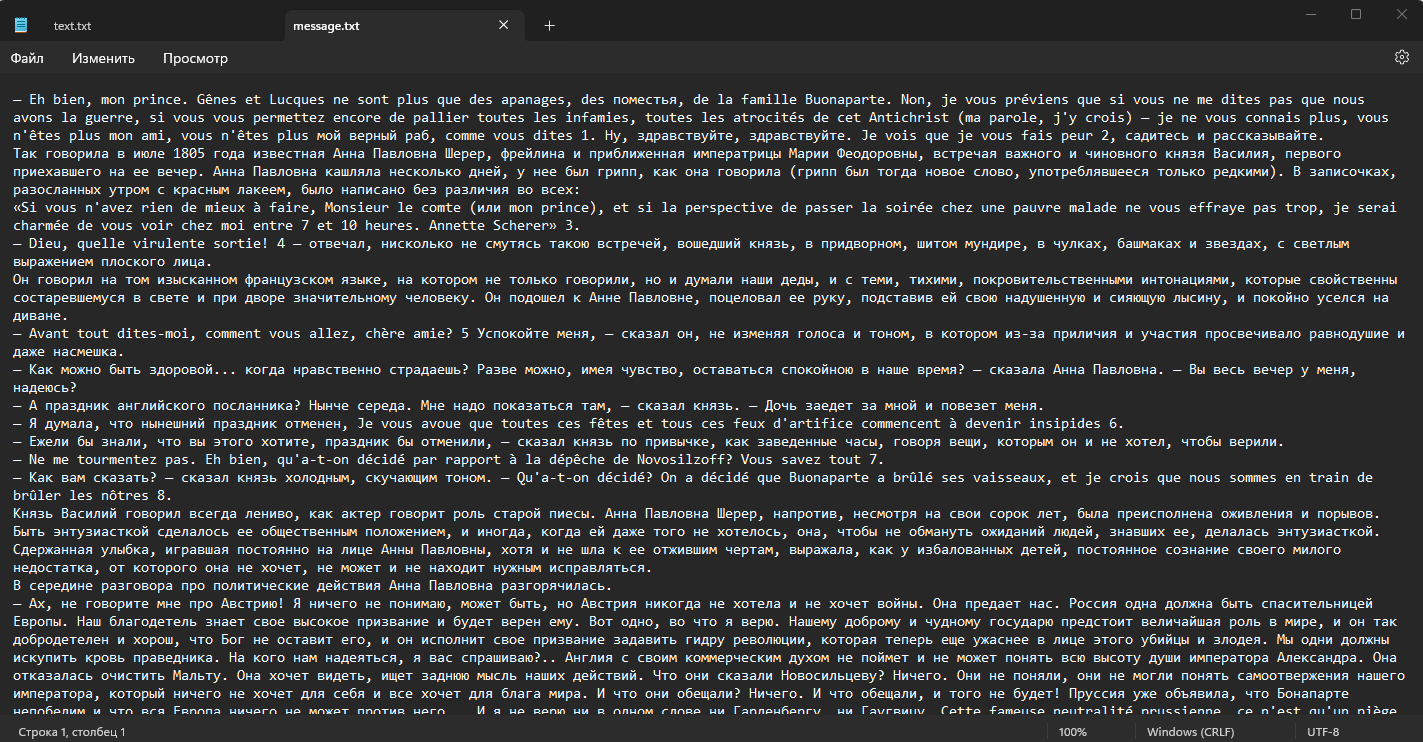 text.txt
message.txt
Файл Изменить Просмотр
— Eh bien, mon prince. Gênes et Lucques ne sont plus que des apanages, des поместья, de la famille Buonaparte. Non, je vous préviens que si vous ne me dites pas que nous
avons la guerre, si vous vous permettez encore de pallier toutes les infamies, toutes les atrocités de cet Antichrist (ma parole, j'y crois) — je ne vous connais plus, vous
n'êtes plus mon ami, vous n'êtes plus мой верный раб, comme vous dites 1. Ну, здравствуйте, здравствуйте. Je vois que je vous fais peur 2, садитесь и рассказывайте.
Так говорила в июле 1805 года известная Анна Павловна Шерер, фрейлина и приближенная императрицы Марии Феодоровны, встречая важного и чиновного князя Василия, первого
приехавшего на ее вечер. Анна Павловна кашляла несколько дней, у нее был грипп, как она говорила (грипп был тогда новое слово, употреблявшееся только редкими). В записочках,
разосланных утром с красным лакеем, было написано без различия во всех:
«Si vous n'avez rien de mieux à faire, Monsieur le comte (или mon prince), et si la perspective de passer la soirée chez une pauvre malade ne vous effraye pas trop, je serai
charmée de vous voir chez moi entre 7 et 10 heures. Annette Scherer» 3.
— Dieu, quelle virulente sortie! 4 — отвечал, нисколько не смутясь такою встречей, вошедший князь, в придворном, шитом мундире, в чулках, башмаках и звездах, с светлым
выражением плоского лица.
Он говорил на том изысканном французском языке, на котором не только говорили, но и думали наши деды, и с теми, тихими, покровительственными интонациями, которые свойственны
состаревшемуся в свете и при дворе значительному человеку. Он подошел к Анне Павловне, поцеловал ее руку, подставив ей свою надушенную и сияющую лысину, и покойно уселся на
диване.
— Avant tout dites-moi, comment vous allez, chère amie? 5 Успокойте меня, — сказал он, не изменяя голоса и тоном, в котором из-за приличия и участия просвечивало равнодушие и
даже насмешка.
— Как можно быть здоровой... когда нравственно страдаешь? Разве можно, имея чувство, оставаться спокойною в наше время? — сказала Анна Павловна. — Вы весь вечер у меня,
надеюсь?
— А праздник английского посланника? Нынче середа. Мне надо показаться там, — сказал князь. — Дочь заедет за мной и повезет меня.
— Я думала, что нынешний праздник отменен, Je vous avoue que toutes ces fêtes et tous ces feux d'artifice commencent à devenir insipides 6.
— Ежели бы знали, что вы этого хотите, праздник бы отменили, — сказал князь по привычке, как заведенные часы, говоря вещи, которым он и не хотел, чтобы верили.
— Ne me tourmentez pas. Eh bien, qu'a-t-on décidé par rapport à la dépêche de Novosilzoff? Vous savez tout 7.
— Как вам сказать? — сказал князь холодным, скучающим тоном. — Qu'a-t-on décidé? On a décidé que Buonaparte a brûlé ses vaisseaux, et je crois que nous sommes en train de
brûler les nôtres 8.
Князь Василий говорил всегда лениво, как актер говорит роль старой пиесы. Анна Павловна Шерер, напротив, несмотря на свои сорок лет, была преисполнена оживления и порывов.
Быть энтузиасткой сделалось ее общественным положением, и иногда, когда ей даже того не хотелось, она, чтобы не обмануть ожиданий людей, знавших ее, делалась энтузиасткой.
Сдержанная улыбка, игравшая постоянно на лице Анны Павловны, хотя и не шла к ее отжившим чертам, выражала, как у избалованных детей, постоянное сознание своего милого
недостатка, от которого она не хочет, не может и не находит нужным исправляться.
В середине разговора про политические действия Анна Павловна разгорячилась.
— Ах, не говорите мне про Австрию! Я ничего не понимаю, может быть, но Австрия никогда не хотела и не хочет войны. Она предает нас. Россия одна должна быть спасительницей
Европы. Наш благодетель знает свое высокое призвание и будет верен ему. Вот одно, во что я верю. Нашему доброму и чудному государю предстоит величайшая роль в мире, и он так
добродетелен и хорош, что Бог не оставит его, и он исполнит свое призвание задавить гидру революции, которая теперь еще ужаснее в лице этого убийцы и злодея. Мы одни должны
искупить кровь праведника. На кого нам надеяться, я вас спрашиваю?.. Англия с своим коммерческим духом не поймет и не может понять всю высоту души императора Александра. Она
отказалась очистить Мальту. Она хочет видеть, ищет заднюю мысль наших действий. Что они сказали Новосильцеву? Ничего. Они не поняли, они не могли понять самоотвержения нашего
императора, который ничего не хочет для себя и все хочет для блага мира. И что они обещали? Ничего. И что обещали, и того не будет! Пруссия уже объявила, что Бонапарте
непобедим и что вся Европа ничего не может против него... И я не верю ни в одном слове ни Гарденбергу, ни Гаугвицу. Cette fameuse neutralité prussienne, ce n'est qu'un piège
Строка 1, столбец 1
100%
Windows (CRLF)
UTF-8